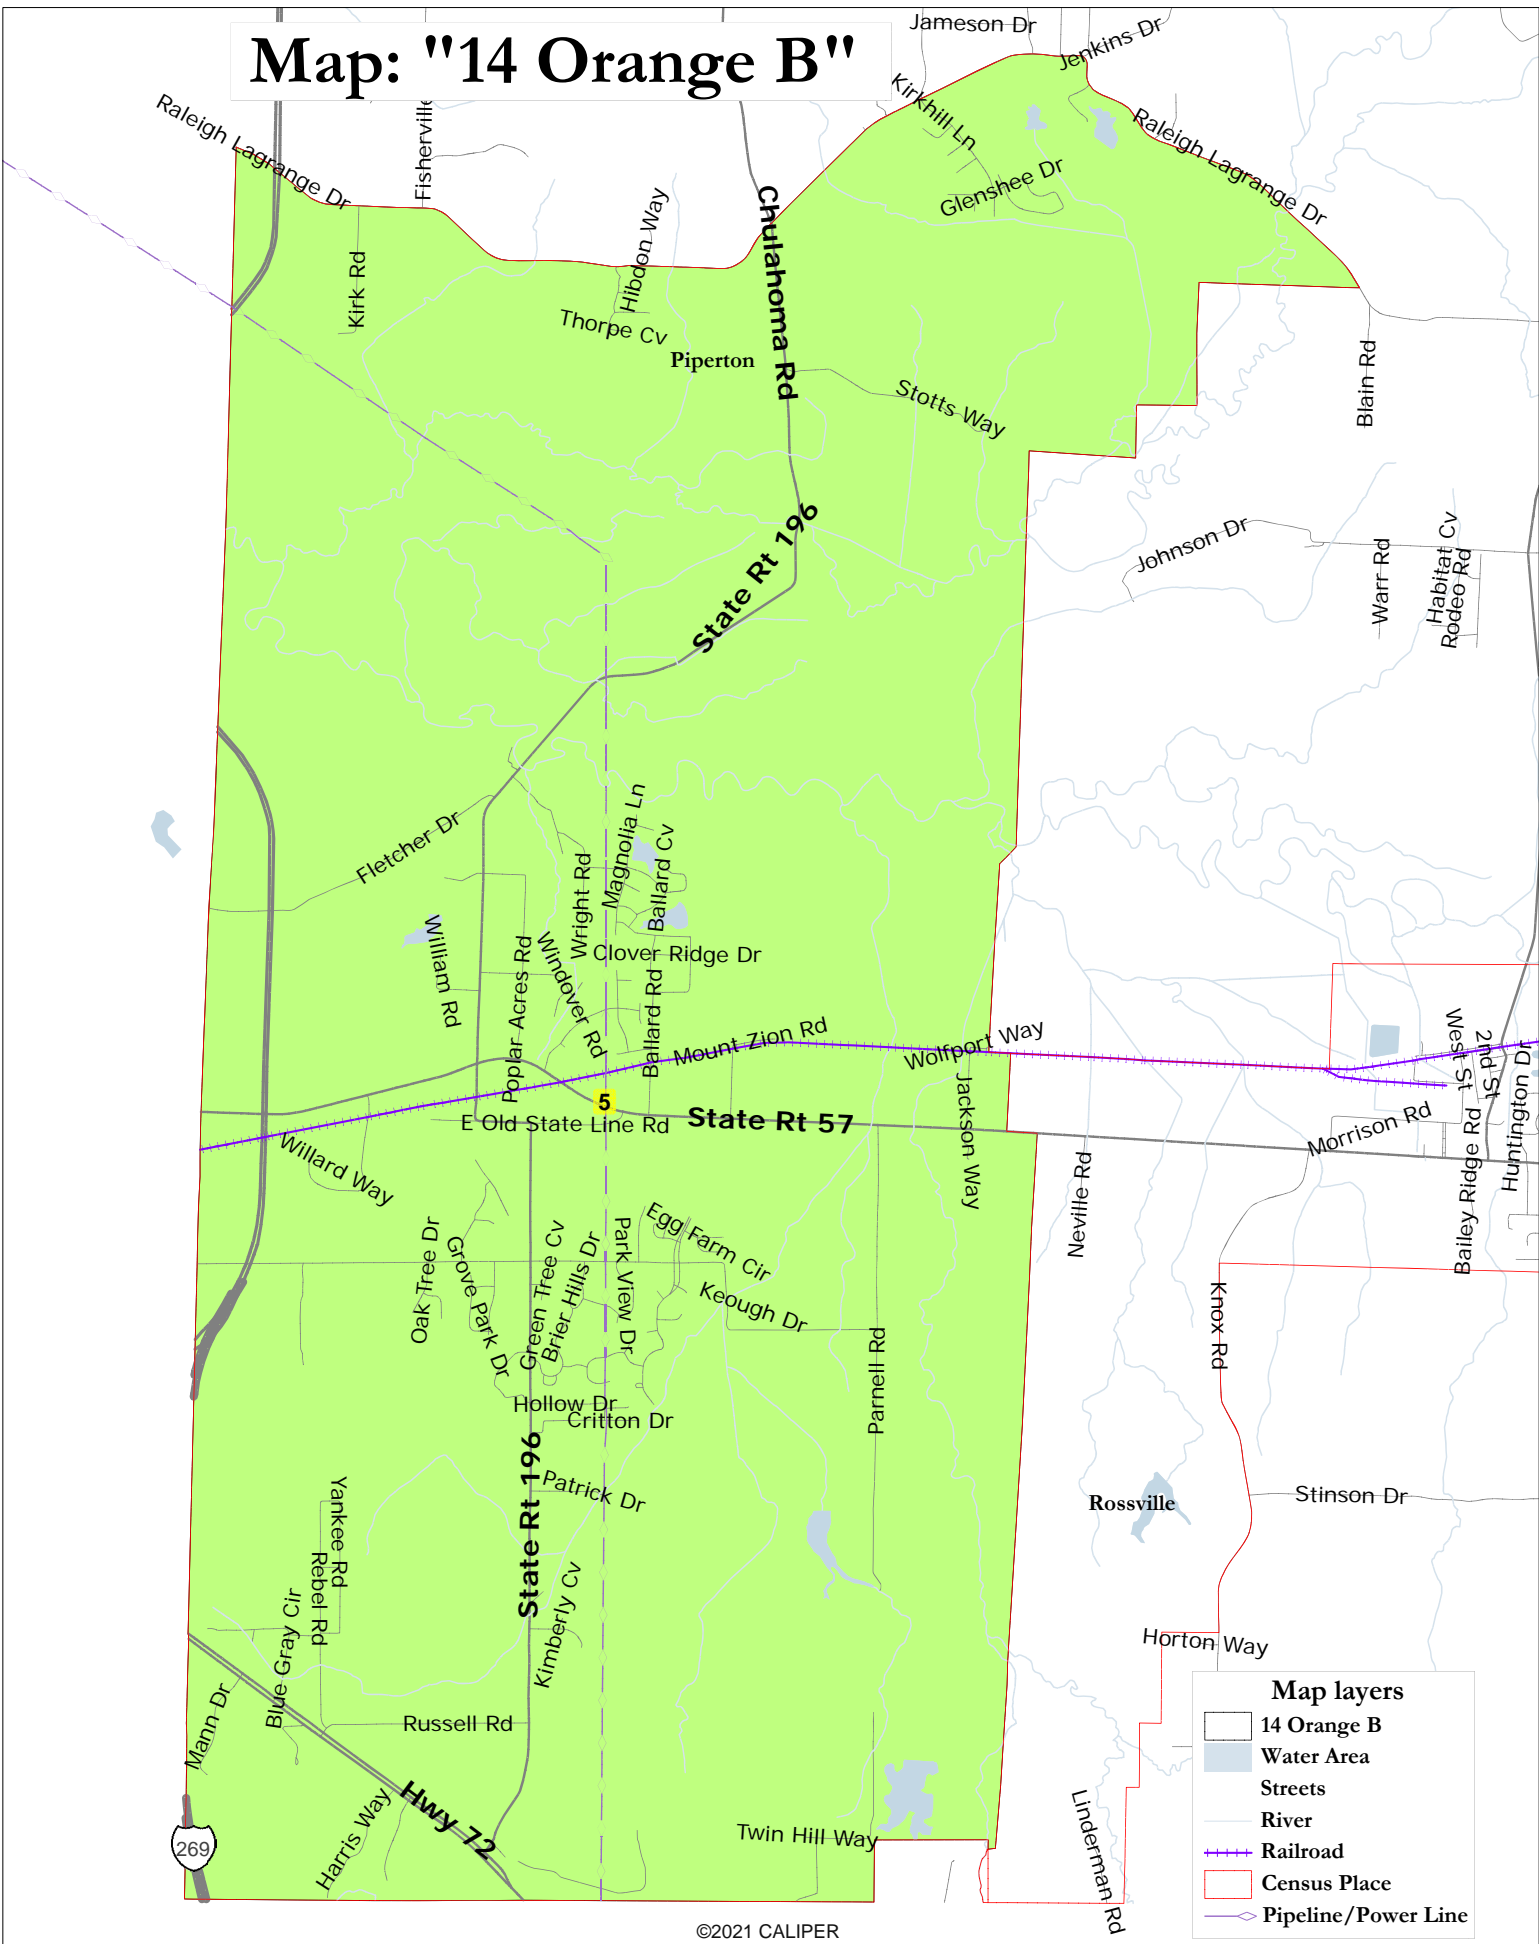 Map: "14 Orange B"
Jameson Dr
Jenkins Dr
Kirkhill Ln
Raleigh Lagrange Dr
Fisherville
Raleigh Lagrange Dr
Glenshee Dr
Chulahoma Rd
Hibdon Way
Kirk Rd
Thorpe Cv
Piperton
Stotts Way
Blain Rd
State Rt 196
Johnson Dr
Warr Rd
Habitat Cv
Rodeo Rd
Magnolia Ln
Fletcher Dr
Ballard Cv
Wright Rd
William Rd
Poplar Acres Rd
Windover Rd
Clover Ridge Dr
Ballard Rd
Mount Zion Rd
Wolfport Way
West St
2nd St
Huntington Dr
5
E Old State Line Rd
State Rt 57
Jackson Way
Morrison Rd
Willard Way
Neville Rd
Bailey Ridge Rd
Oak Tree Dr
Grove Park Dr
Green Tree Cv
Brier Hills Dr
Park View Dr
Egg Farm Cir
Keough Dr
Knox Rd
Parnell Rd
Hollow Dr
Critton Dr
State Rt 196
Patrick Dr
Yankee Rd
Rossville
Stinson Dr
Rebel Rd
Blue Gray Cir
Kimberly Cv
Horton Way
Mann Dr
Russell Rd
Hwy 72
Harris Way
Twin Hill Way
Linderman Rd
269
Map layers
14 Orange B
Water Area
Streets
River
Railroad
Census Place
Pipeline/Power Line
©2021 CALIPER